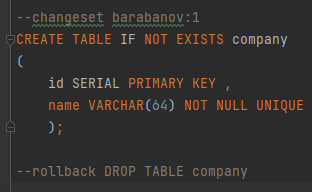 --changeset barabanov:1
CREATE TABLE IF NOT EXISTS company
(
id SERIAL PRIMARY KEY ,
name VARCHAR(64) NOT NULL UNIQUE
);
--rollback DROP TABLE company